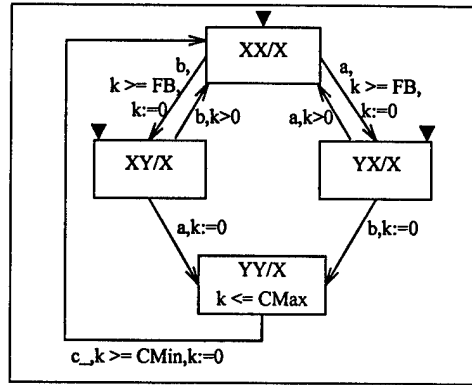 XX/X
b,
k >= FB,
k:=0
a,
k >= FB,
k:=0
b,k>0
a,k>0
XY/X
YX/X
a,k:=0
b,k:=0
YY/X
k <= CMax
c_,k >= CMin,k:=0